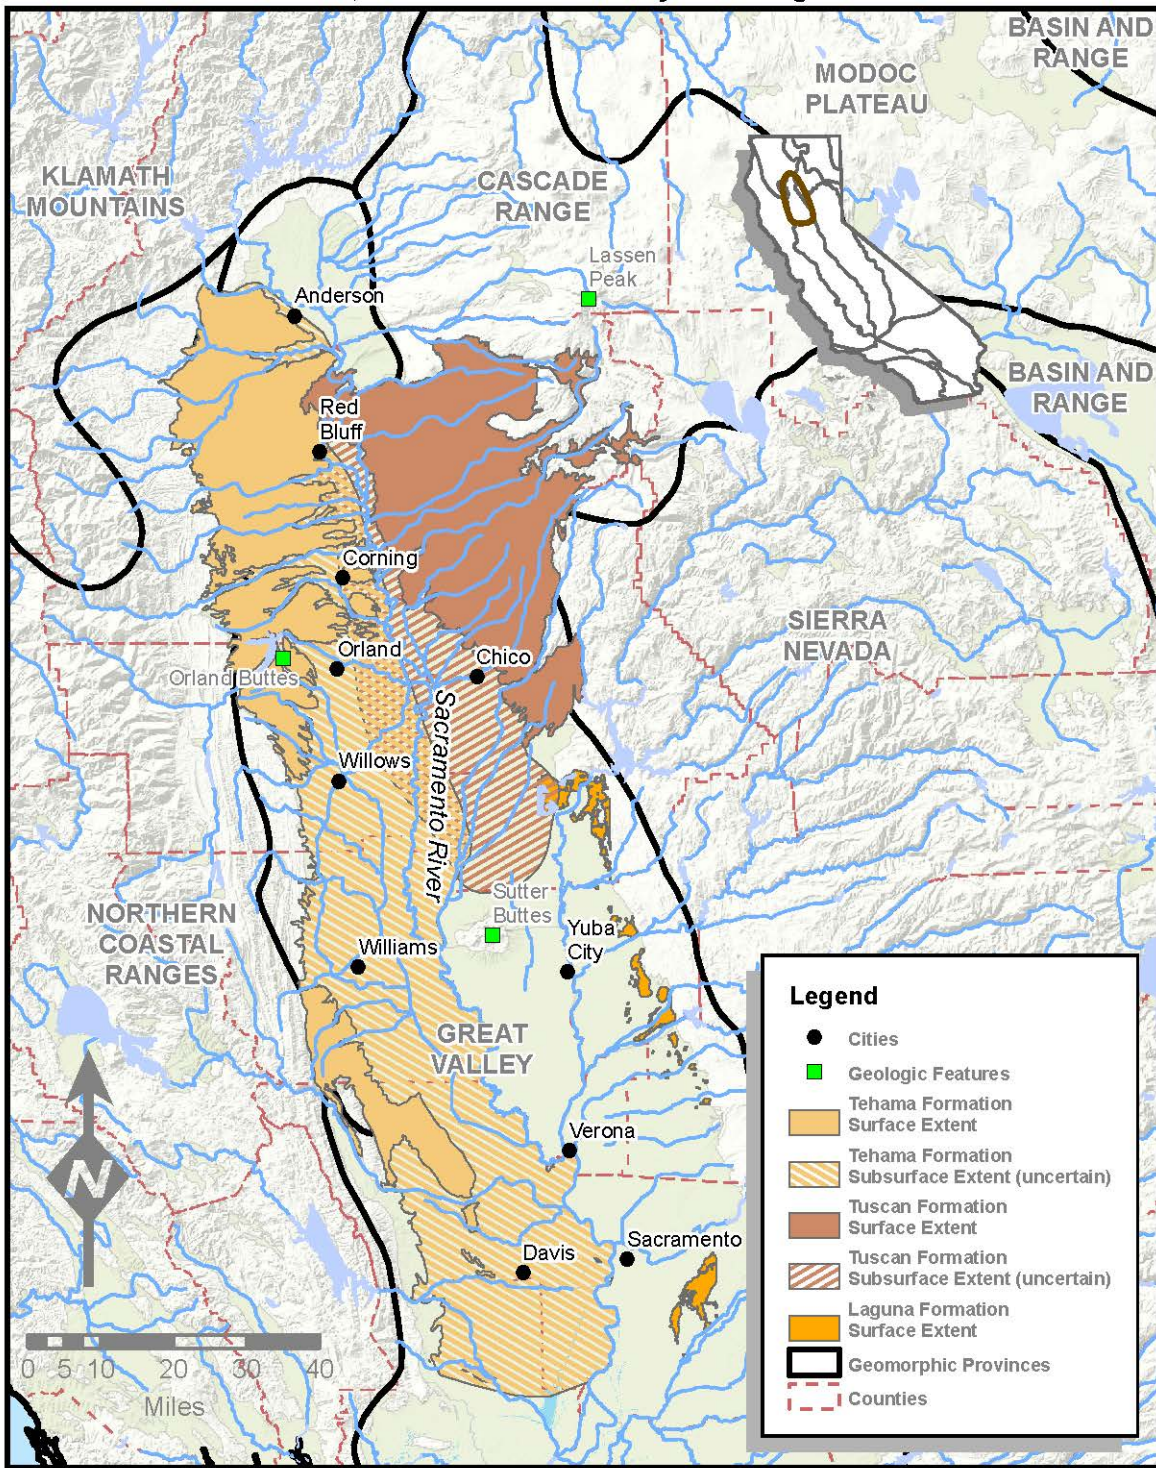 BASIN AND
RANGE
MODOC
PLATEAU
KLAMATH
MOUNTAINS
CASCADE
RANGE
Lassen
Peak
Anderson
BASIN AND
RANGE
Red
Bluff
Corning
SIERRA
NEVADA
Orland
Chico
Orland Buttes
Sacramento River
Willows
Sutter
Buttes
NORTHERN
COASTAL
RANGES
Yuba
City
Williams
GREAT
VALLEY
Verona
N
Davis
Sacramento
0 5 10 20 30 40
Miles
Legend
Cities
Geologic Features
Tehama Formation
Surface Extent
Tehama Formation
Subsurface Extent (uncertain)
Tuscan Formation
Surface Extent
Tuscan Formation
Subsurface Extent (uncertain)
Laguna Formation
Surface Extent
Geomorphic Provinces
Counties